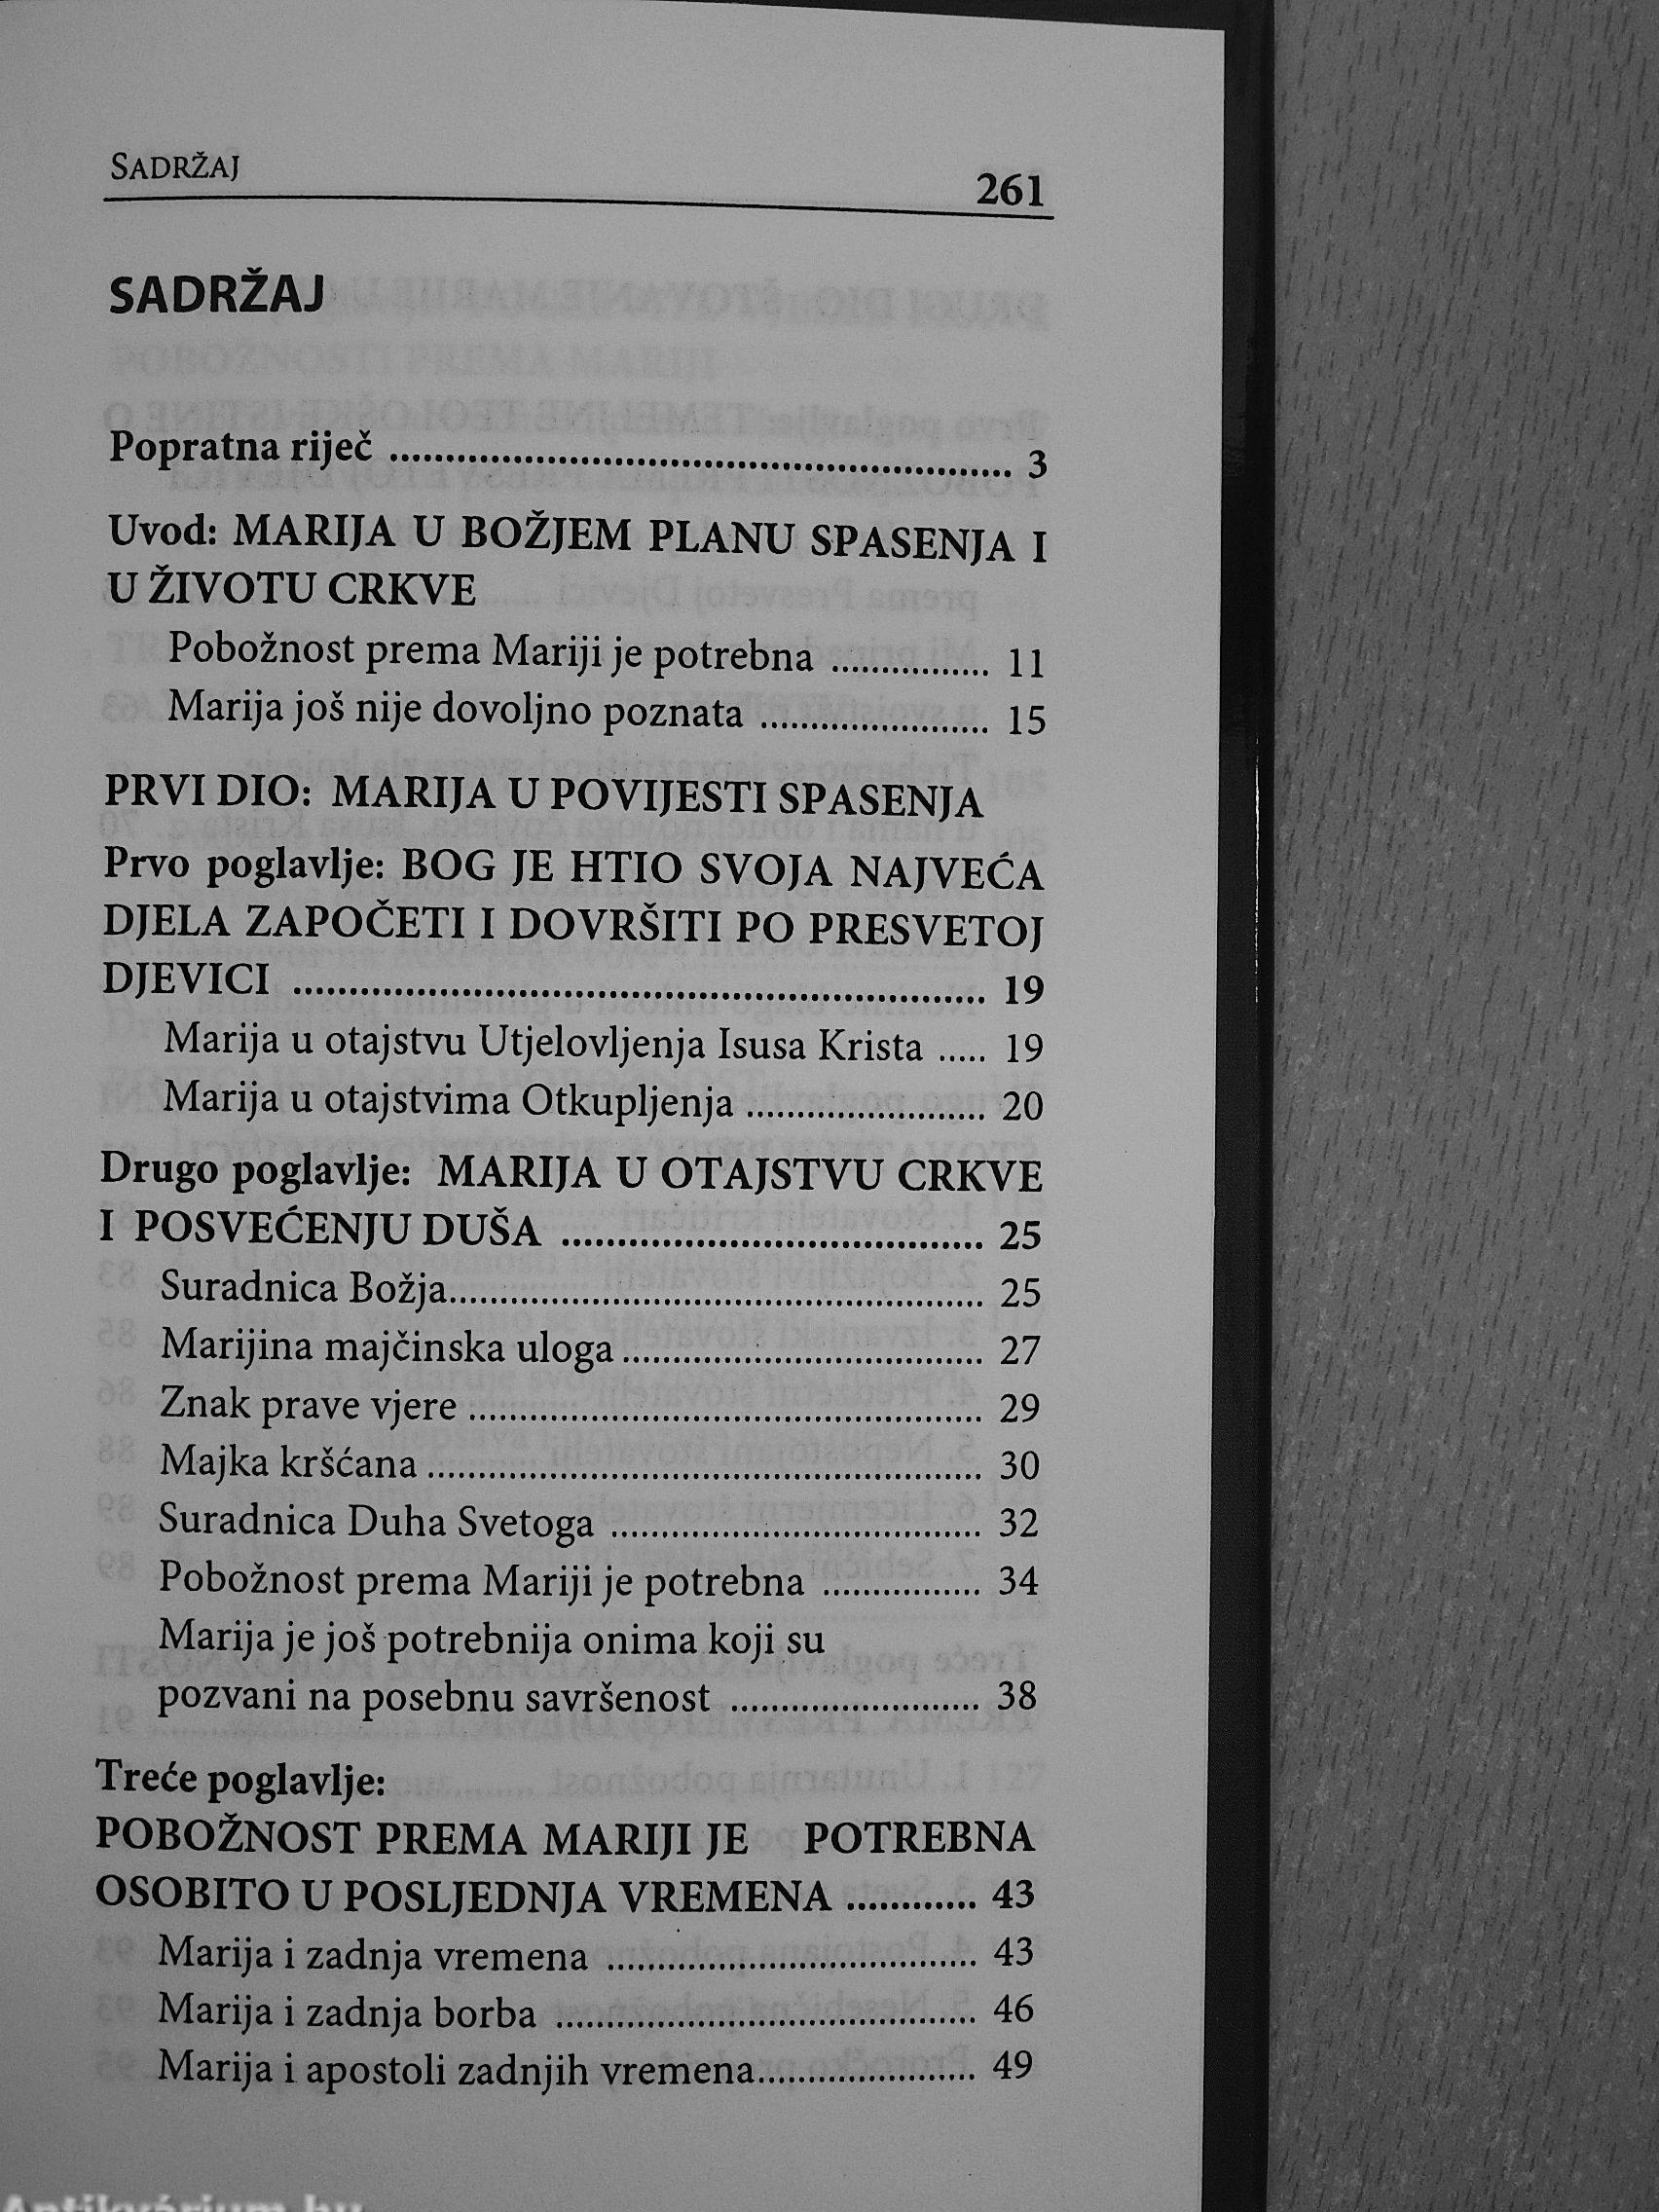 SADRŽAJ 261
SADRŽAJ
Popratna riječ ........................................................ 3
Uvod: MARIJA U BOŽJEM PLANU SPASENJA I
U ŽIVOTU CRKVE
Pobožnost prema Mariji je potrebna ................ 11
Marija još nije dovoljno poznata ....................... 15
PRVI DIO: MARIJA U POVIJESTI SPASENJA
Prvo poglavlje: BOG JE HTIO SVOJA NAJVEĆA
DJELA ZAPOČETI I DOVRŠITI PO PRESVETOJ
DJEVICI ............................................................... 19
Marija u otajstvu Utjelovljenja Isusa Krista ..... 19
Marija u otajstvima Otkupljenja ........................ 20
Drugo poglavlje: MARIJA U OTAJSTVU CRKVE
I POSVEĆENJU DUŠA ...................................... 25
Suradnica Božja...................................................... 25
Marijina majčinska uloga .................................... 27
Znak prave vjere ................................................... 29
Majka kršćana ....................................................... 30
Suradnica Duha Svetoga ..................................... 32
Pobožnost prema Mariji je potrebna ................ 34
Marija je još potrebnija onima koji su
pozvani na posebnu savršenost ......................... 38
Treće poglavlje:
POBOŽNOST PREMA MARIJI JE POTREBNA
OSOBITO U POSLJEDNJA VREMENA ............ 43
Marija i zadnja vremena ..................................... 43
Marija i zadnja borba .......................................... 46
Marija i apostoli zadnjih vremena...................... 49
Antikvárium.hu